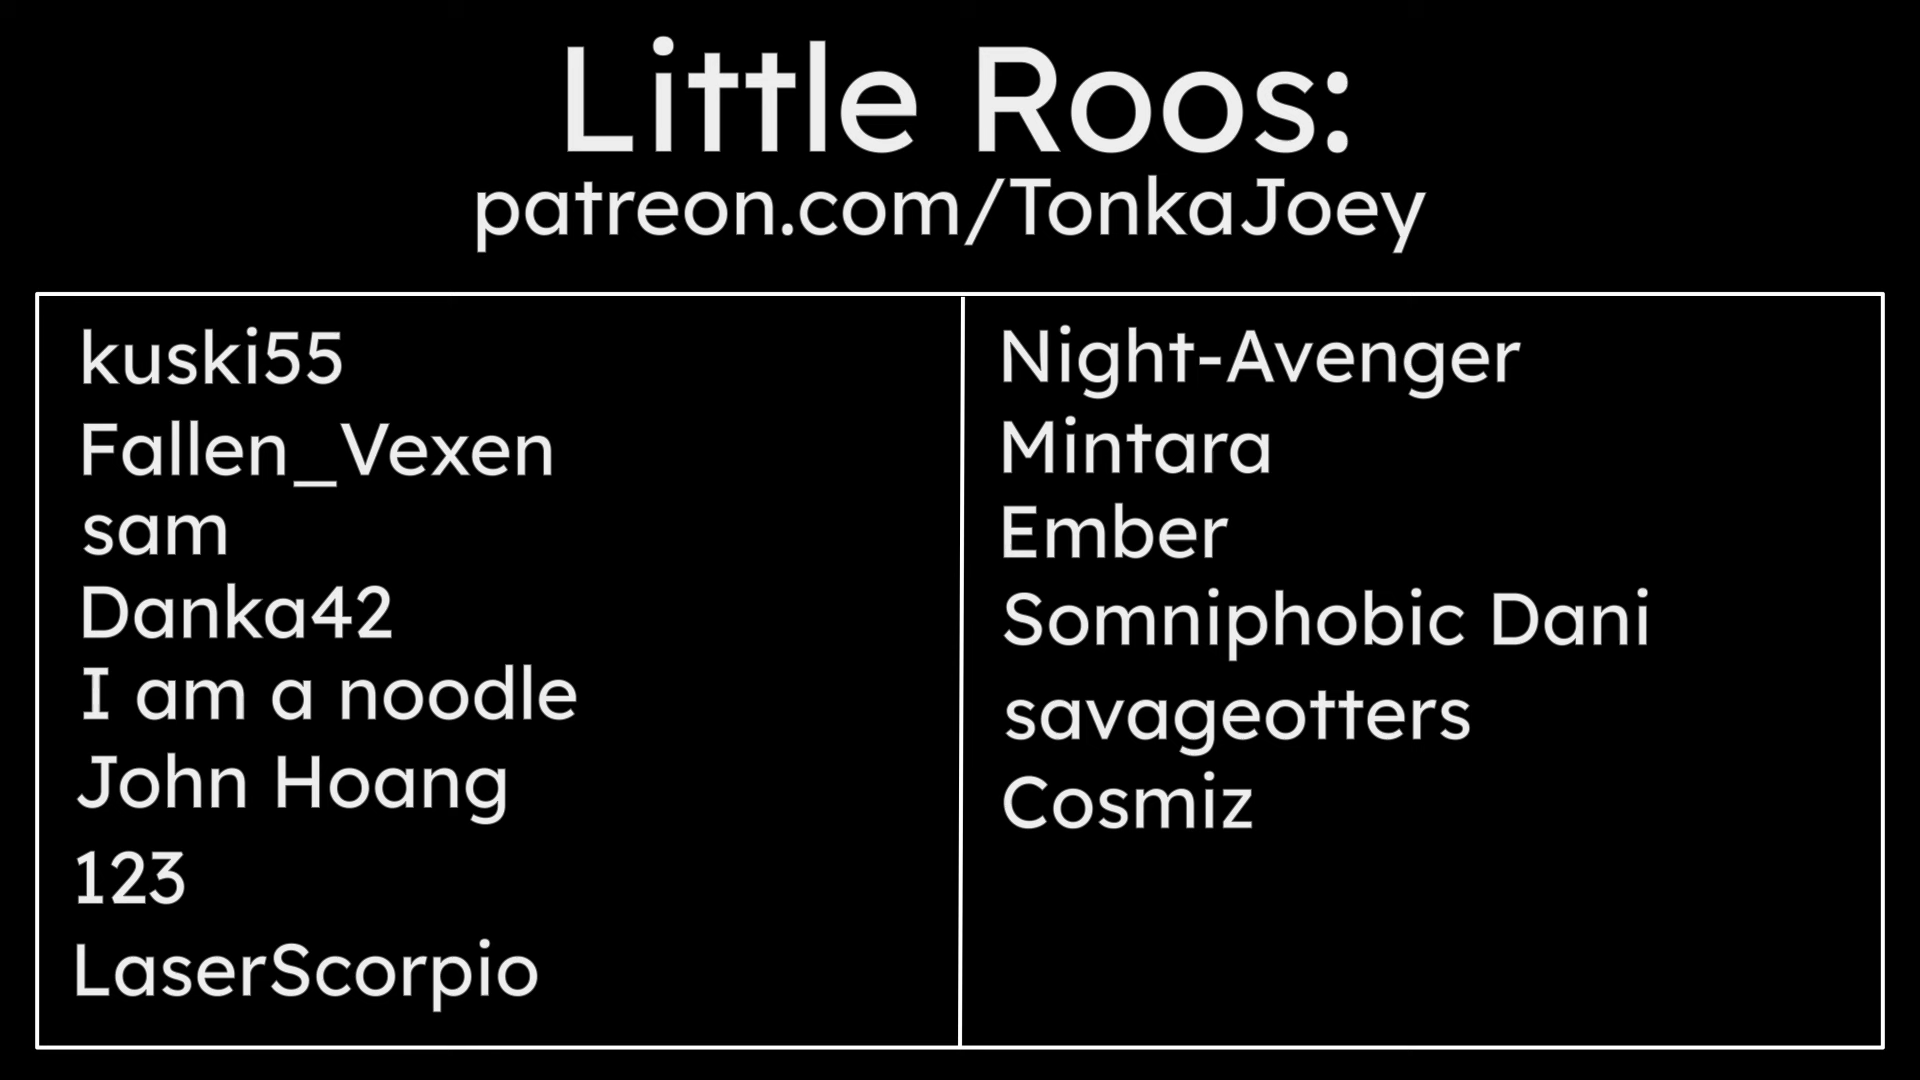 Little Roos:
patreon.com/TonkaJoey
kuski55
Fallen_Vexen
sam
Danka42
I am a noodle
John Hoang
123
LaserScorpio
Night-Avenger
Mintara
Ember
Somniphobic Dani
savageotters
Cosmiz